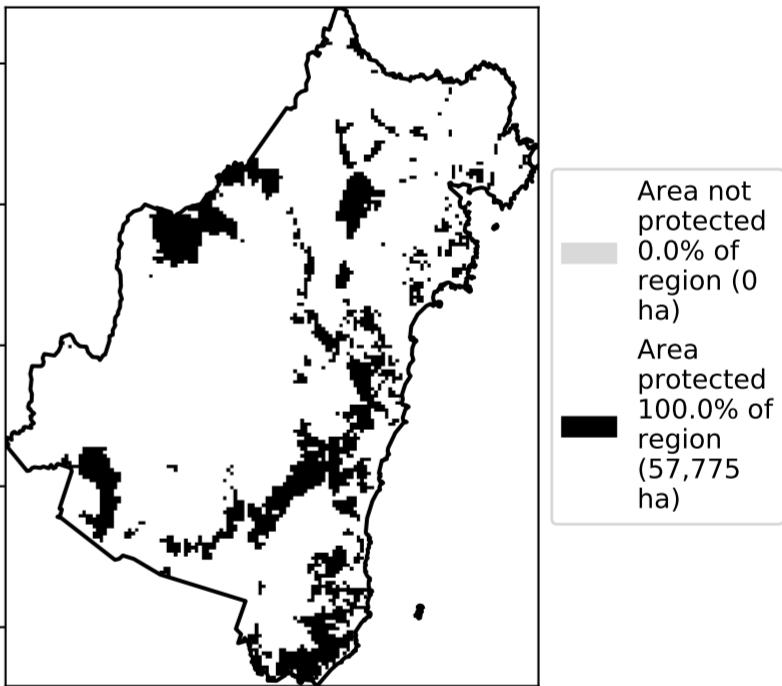 Area not
protected
0.0% of
region (0
ha)
Area
protected
100.0% of
region
(57,775
ha)